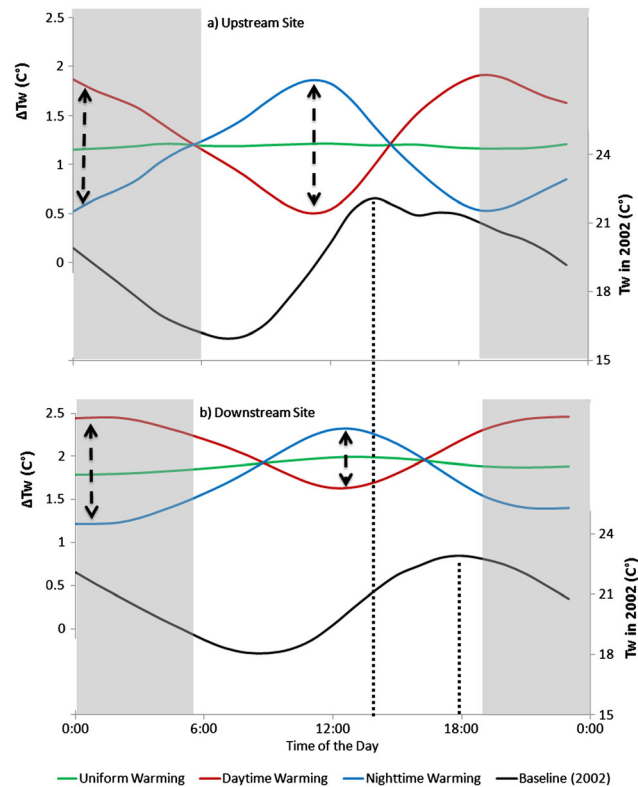 a) Upstream Site
2.5
2
1.5
1
0.5
0
ΔTw (C°)
24
21
18
15
Tw in 2002 (C°)
b) Downstream Site
2.5
2
1.5
1
0.5
0
ΔTw (C°)
24
21
18
15
Tw in 2002 (C°)
0:00
6:00
12:00
18:00
0:00
Time of the Day
Uniform Warming
Daytime Warming
Nighttime Warming
Baseline (2002)